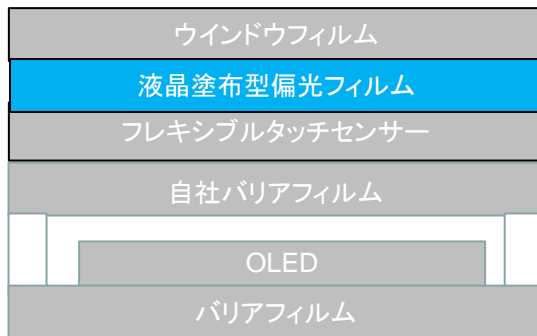 ウインドウフィルム
液晶塗布型偏光フィルム
フレキシブルタッチセンサー
自社バリアフィルム
OLED
バリアフィルム